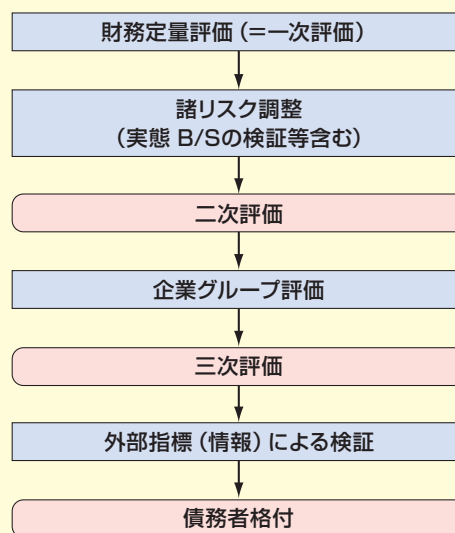 財務定量評価（＝一次評価）
諸リスク調整
（実態 B/Sの検証等含む）
二次評価
企業グループ評価
三次評価
外部指標（情報）による検証
債務者格付